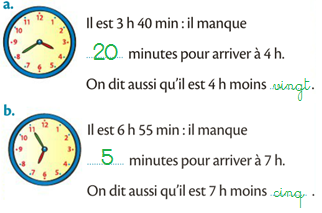 a.
Il est 3 h 40 min : il manque
20 minutes pour arriver à 4 h.
On dit aussi qu'il est 4 h moins vingt.
b.
Il est 6 h 55 min : il manque
5 minutes pour arriver à 7 h.
On dit aussi qu'il est 7 h moins cinq.